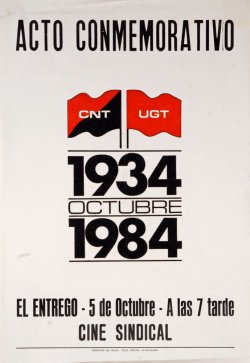 ACTO CONMEMORATIVO
CNT UGT
1934
OCTUBRE
1984
EL ENTREGO - 5 de Octubre - A las 7 tarde
CINE SINDICAL